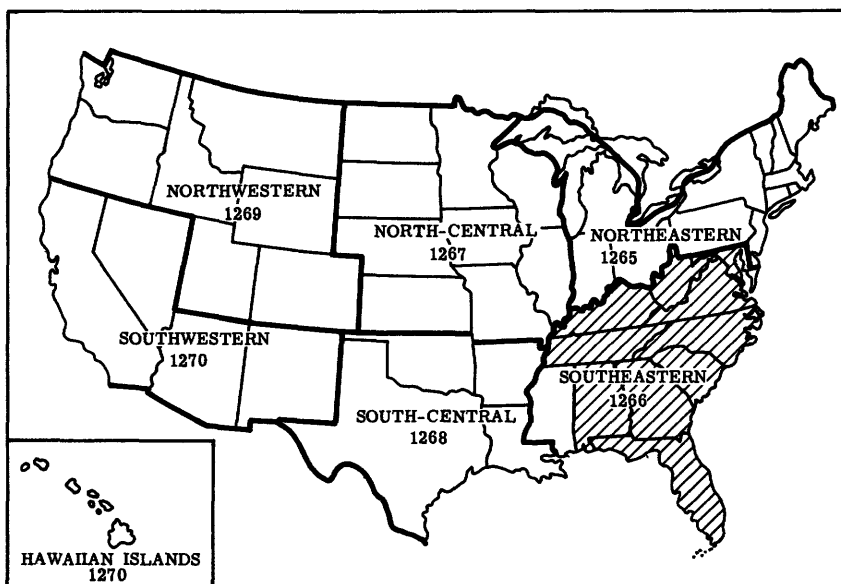 NORTHWESTERN
1269
NORTH-CENTRAL
1267
NORTHEASTERN
1265
SOUTHWESTERN
1270
SOUTHEASTERN
1266
SOUTH-CENTRAL
1268
HAWAIIAN ISLANDS
1270